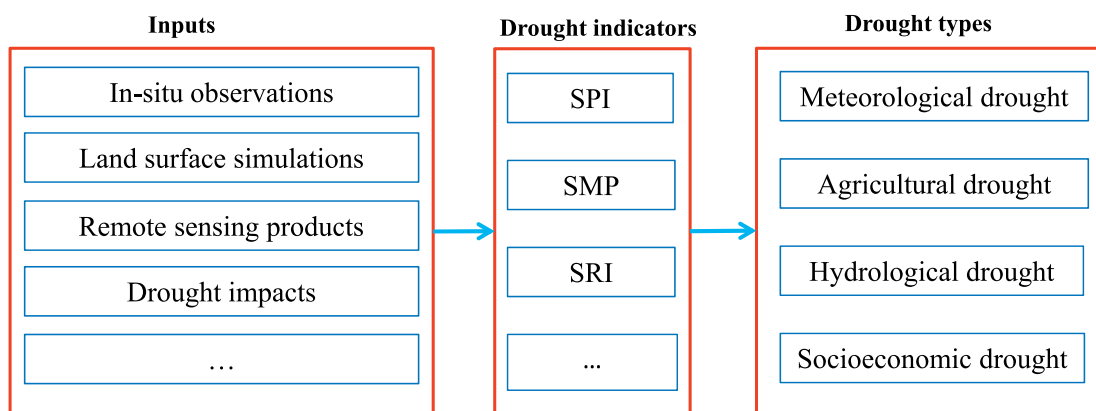 Inputs
In-situ observations
Land surface simulations
Remote sensing products
Drought impacts
…
Drought indicators
SPI
SMP
SRI
...
Drought types
Meteorological drought
Agricultural drought
Hydrological drought
Socioeconomic drought